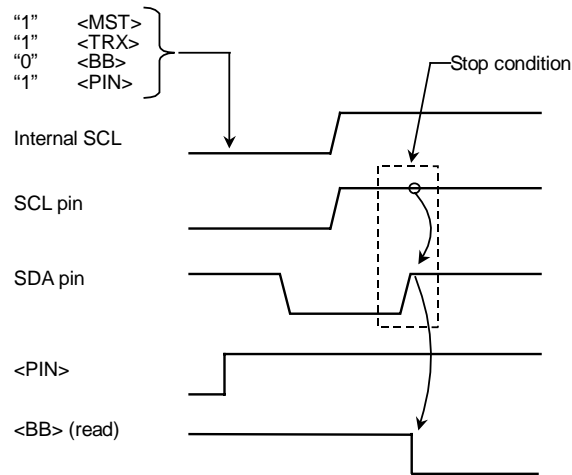 “1” <MST>
“1” <TRX>
“0” <BB>
“1” <PIN>
Stop condition
Internal SCL
SCL pin
SDA pin
<PIN>
<BB> (read)